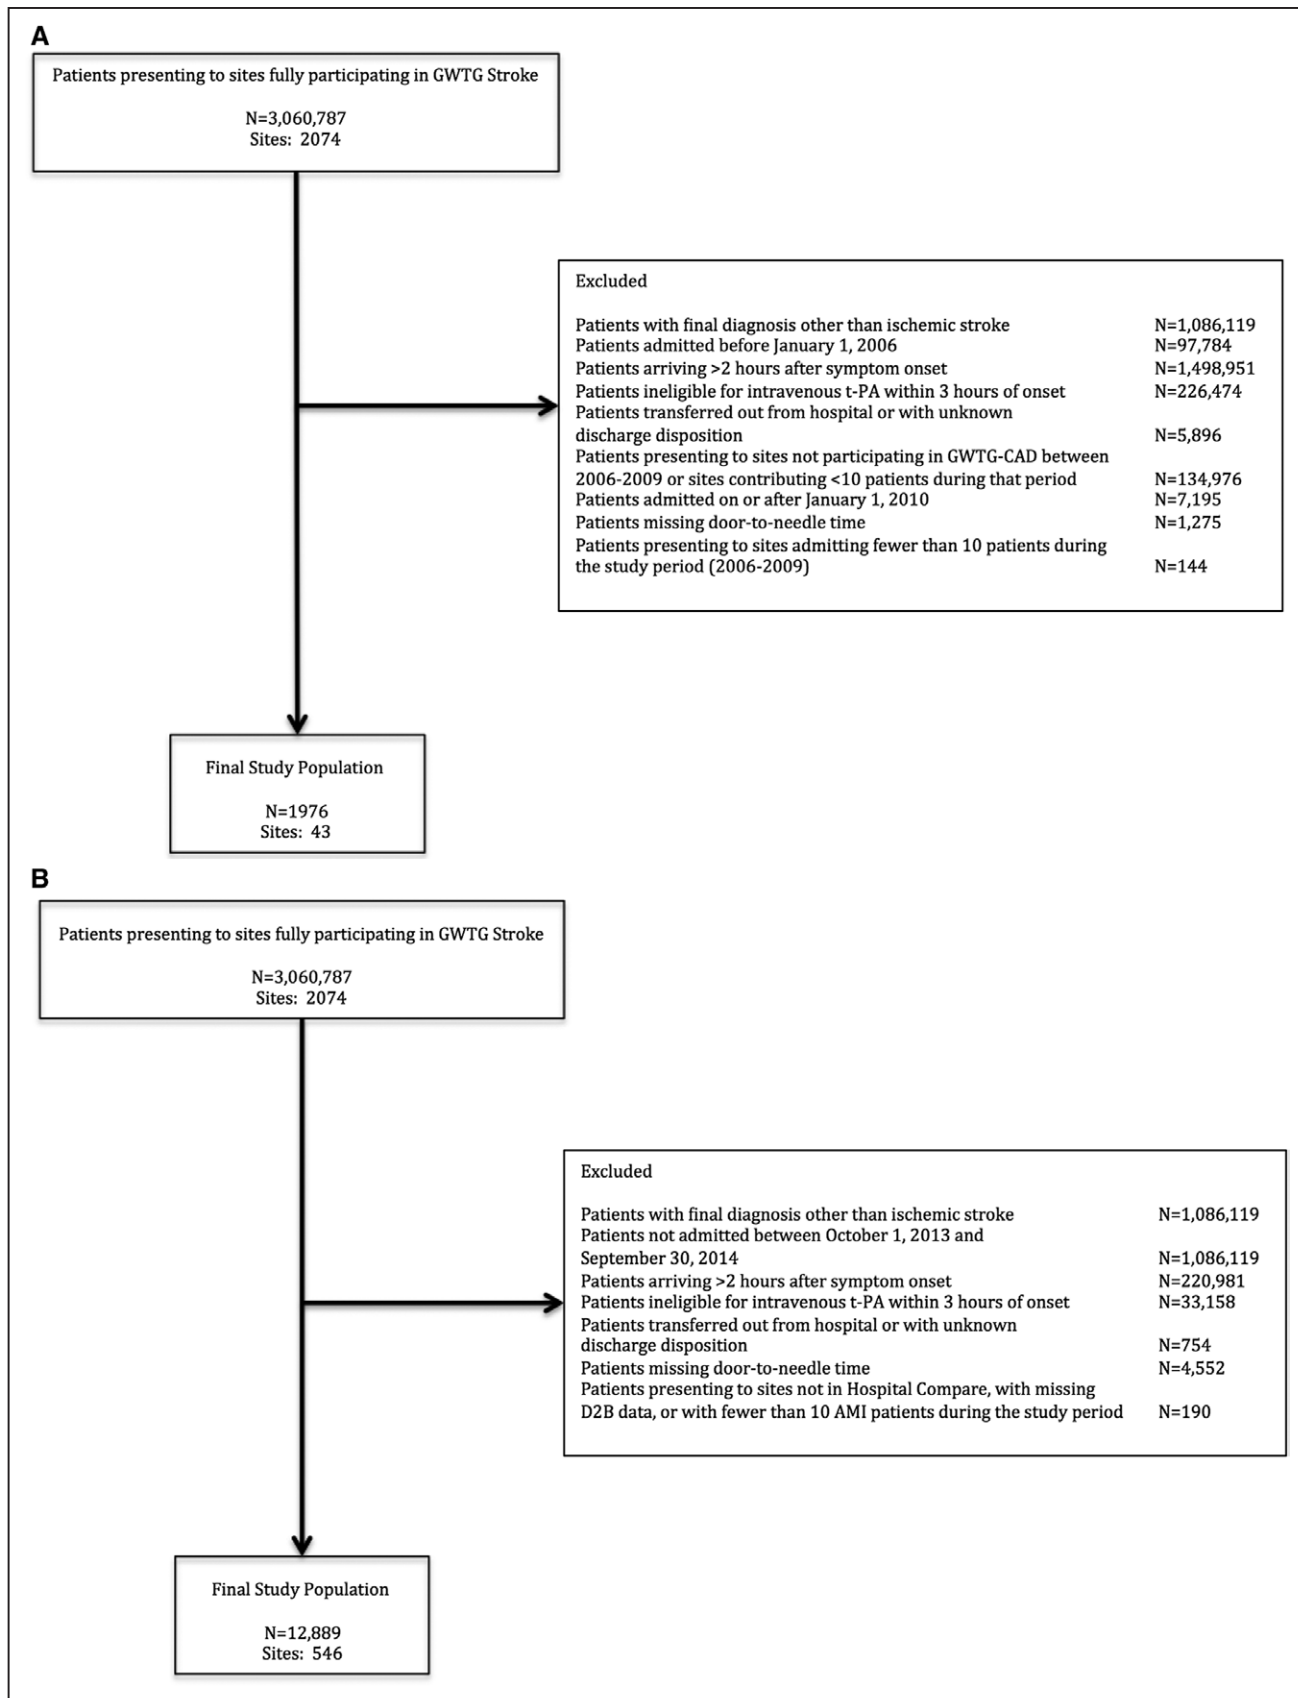 A
Patients presenting to sites fully participating in GWTG Stroke
N=3,060,787
Sites: 2074
Excluded
Patients with final diagnosis other than ischemic stroke N=1,086,119
Patients admitted before January 1, 2006 N=97,784
Patients arriving >2 hours after symptom onset N=1,498,951
Patients ineligible for intravenous t-PA within 3 hours of onset N=226,474
Patients transferred out from hospital or with unknown
discharge disposition N=5,896
Patients presenting to sites not participating in GWTG-CAD between
2006-2009 or sites contributing <10 patients during that period N=134,976
Patients admitted on or after January 1, 2010 N=7,195
Patients missing door-to-needle time N=1,275
Patients presenting to sites admitting fewer than 10 patients during
the study period (2006-2009) N=144
Final Study Population
N=1976
Sites: 43
B
Patients presenting to sites fully participating in GWTG Stroke
N=3,060,787
Sites: 2074
Excluded
Patients with final diagnosis other than ischemic stroke N=1,086,119
Patients not admitted between October 1, 2013 and
September 30, 2014 N=1,086,119
Patients arriving >2 hours after symptom onset N=220,981
Patients ineligible for intravenous t-PA within 3 hours of onset N=33,158
Patients transferred out from hospital or with unknown
discharge disposition N=754
Patients missing door-to-needle time N=4,552
Patients presenting to sites not in Hospital Compare, with missing
D2B data, or with fewer than 10 AMI patients during the study period N=190
Final Study Population
N=12,889
Sites: 546